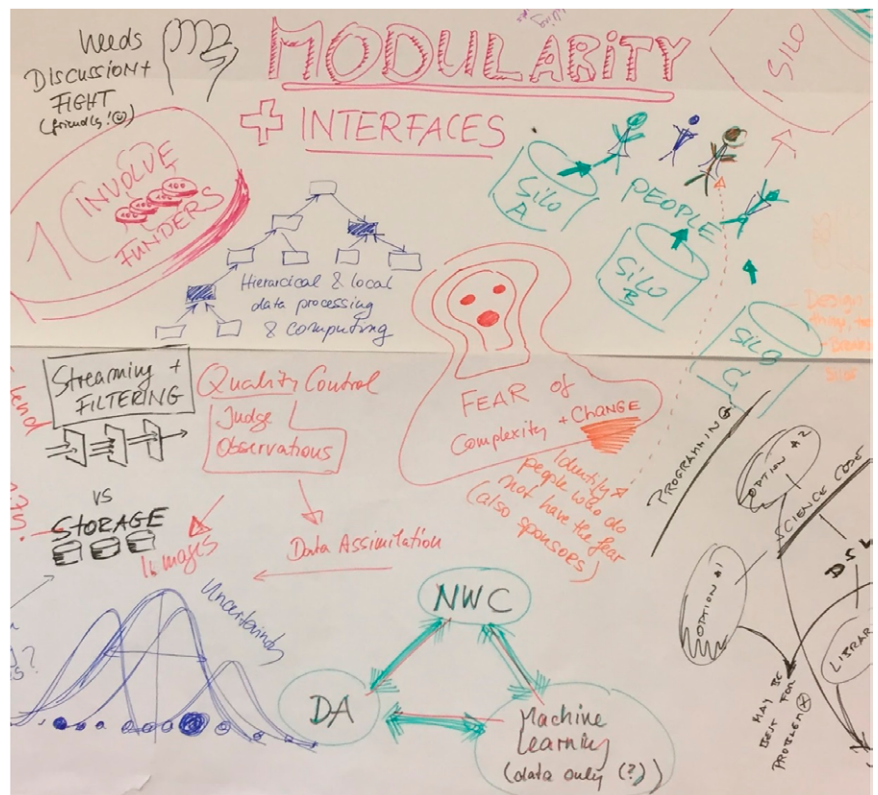 Needs
DISCUSSION +
FIGHT
(friendly!☺)
MODULARITY
+ INTERFACES
1 SILO
INVOLVE
100
FUNDERS
SILO
A
PEOPLE
SILO
B
SILO
C
Hierarcical & local
data processing
& computing
Streaming +
FILTERING
VS
STORAGE
Quality Control
Judge
Observations
Images
Data Assimilation
FEAR of
Complexity + CHANGE
Identify
people who do
not have the fear
(also sponsors)
Uncertainty
NWC
DA
Machine
Learning
(data only (?))
PROGRAMMING
OPTION #2
SCIENCE CODE
DSL
OPTION #1
LIBRAR
MAY BE
BEST FOR
PROBLEM